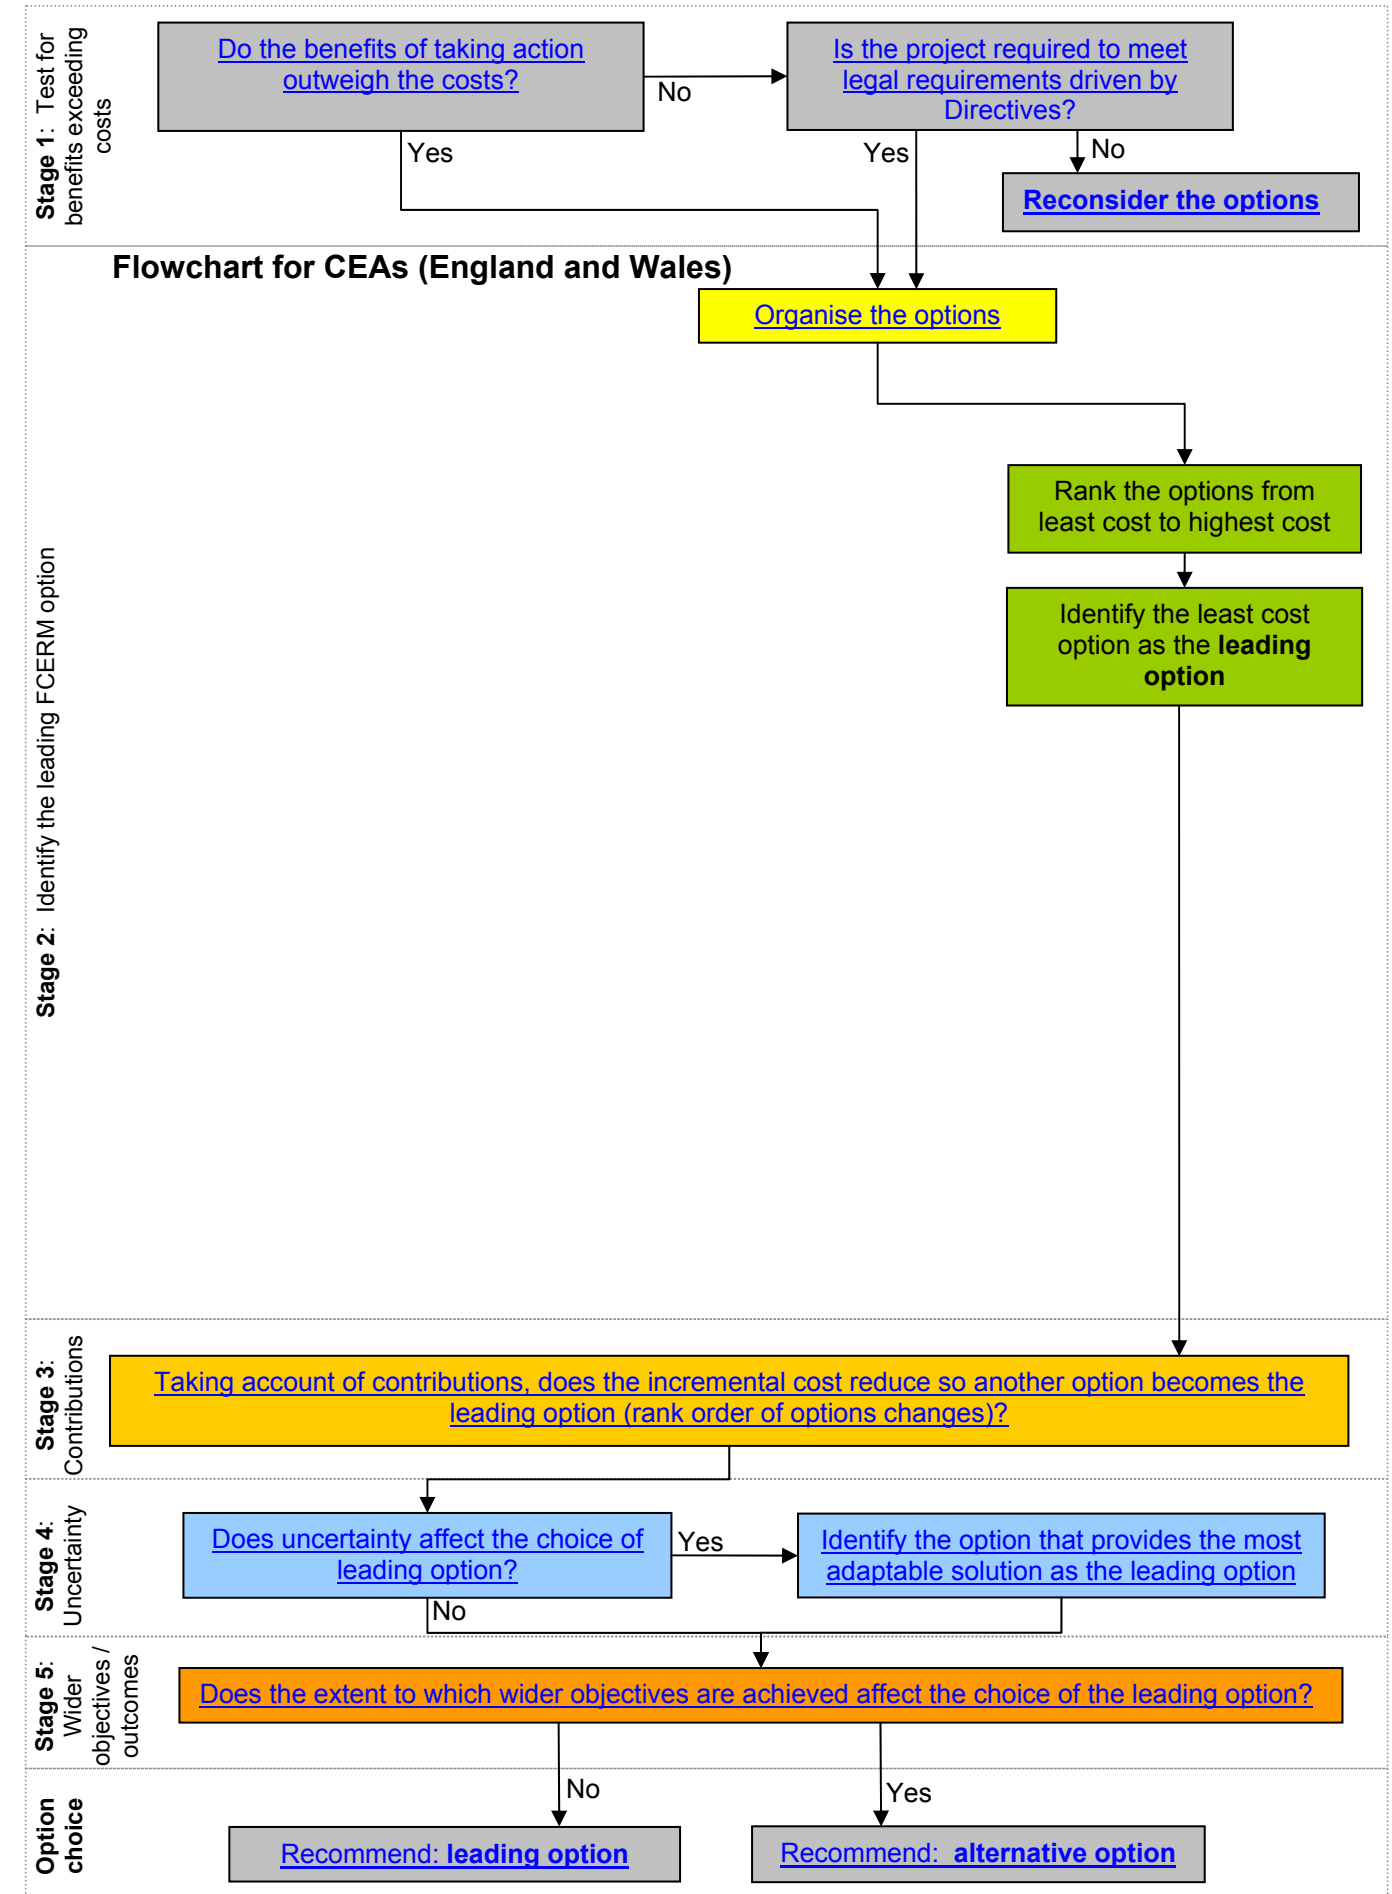 Stage 1: Test for
benefits exceeding
costs
Do the benefits of taking action
outweigh the costs?
No
Is the project required to meet
legal requirements driven by
Directives?
Yes
Yes
No
Reconsider the options
Flowchart for CEAs (England and Wales)
Stage 2: Identify the leading FCERM option
Organise the options
Rank the options from
least cost to highest cost
Identify the least cost
option as the leading
option
Stage 3:
Contributions
Taking account of contributions, does the incremental cost reduce so another option becomes the
leading option (rank order of options changes)?
Stage 4:
Uncertainty
Does uncertainty affect the choice of
leading option?
Yes
Identify the option that provides the most
adaptable solution as the leading option
No
Stage 5:
Wider
objectives /
outcomes
Does the extent to which wider objectives are achieved affect the choice of the leading option?
No
Yes
Option
choice
Recommend: leading option
Recommend: alternative option